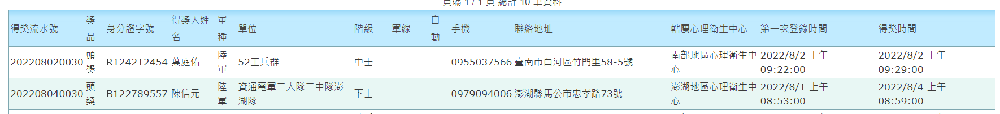 頁碼 1 / 1 頁 總計 10 筆資料
得獎流水號 獎品 身分證字號 得獎人姓名 軍種 單位 階級 軍線 自動 手機 聯絡地址 轄屬心理衛生中心 第一次登錄時間 得獎時間
202208020030 頭獎 R124212454 葉庭佑 陸軍 52工兵群 中士 0955037566 臺南市白河區竹門里58-5號 南部地區心理衛生中心 2022/8/2 上午 09:22:00 2022/8/2 上午 09:29:00
202208040030 頭獎 B122789557 陳信元 陸軍 資通電軍二大隊二中隊澎湖隊 下士 0979094006 澎湖縣馬公市忠孝路73號 澎湖地區心理衛生中心 2022/8/1 上午 08:53:00 2022/8/4 上午 08:59:00